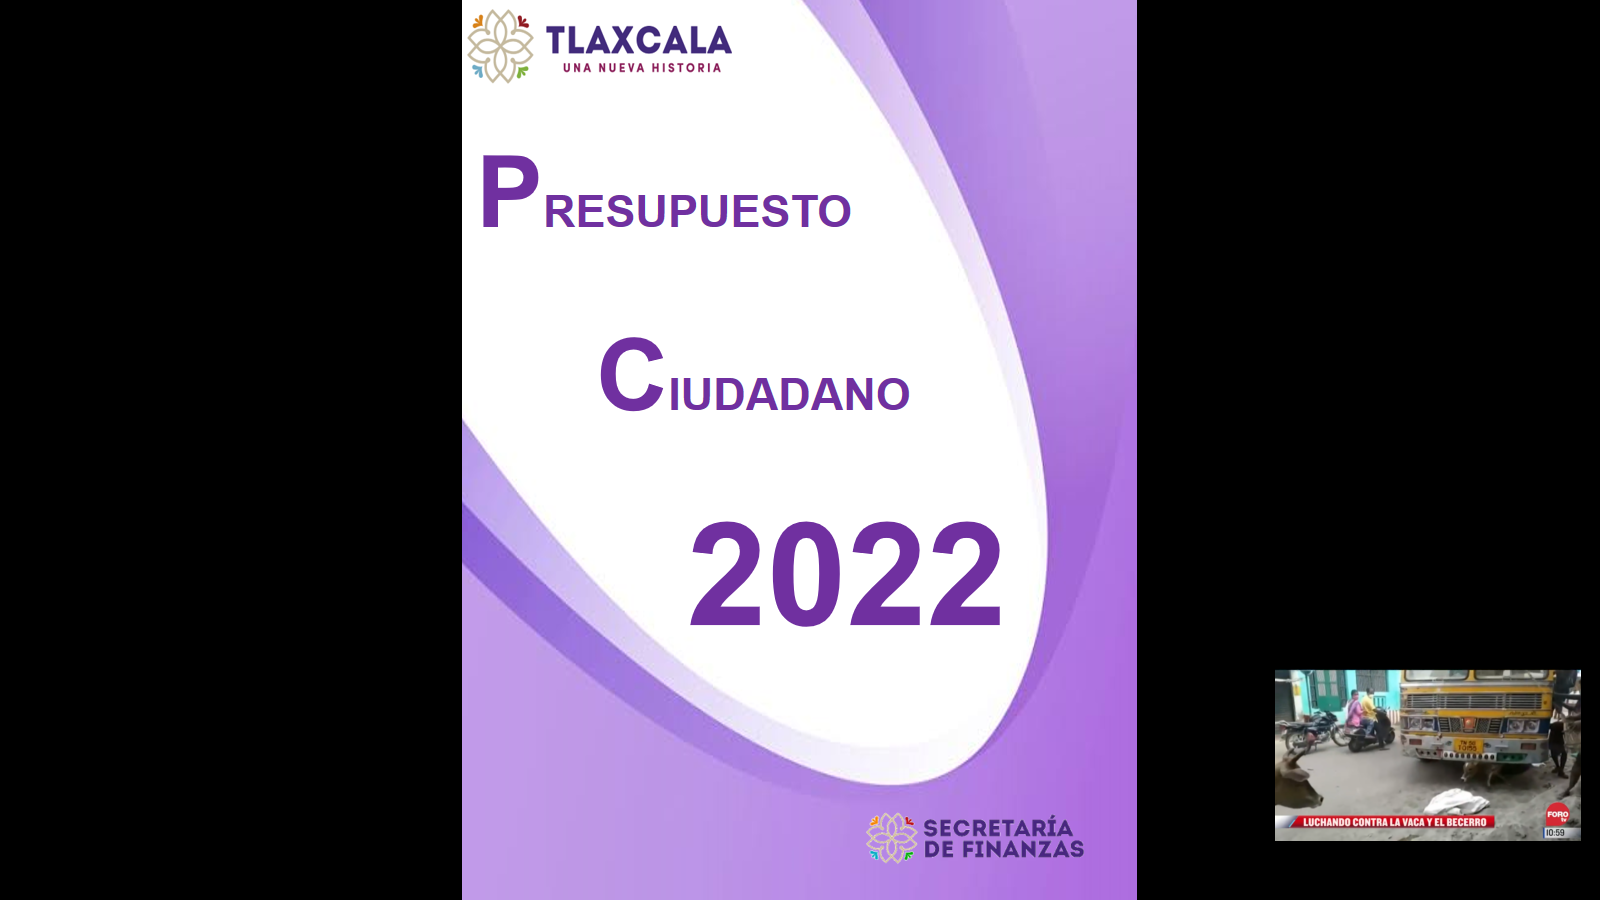 TLAXCALA
UNA NUEVA HISTORIA
PRESUPUESTO
CIUDADANO
2022
SECRETARÍA
DE FINANZAS
LUCHANDO CONTRA LA VACA Y EL BECERRO
FORO
tv
10:59